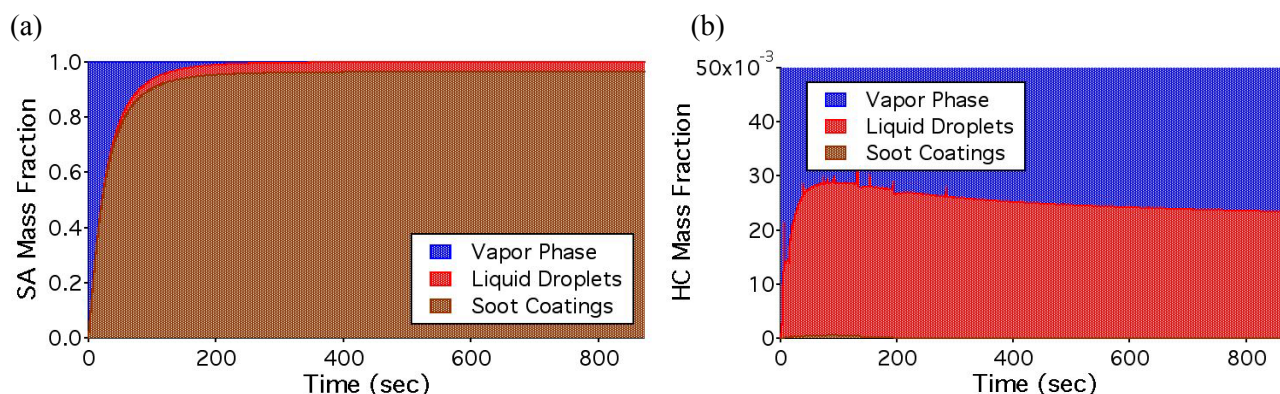 (a)
1.0
0.8
0.6
0.4
0.2
0.0
SA Mass Fraction
Vapor Phase
Liquid Droplets
Soot Coatings
0 200 400 600 800
Time (sec)
(b)
50x10-3
40
30
20
10
0
HC Mass Fraction
Vapor Phase
Liquid Droplets
Soot Coatings
0 200 400 600 800
Time (sec)